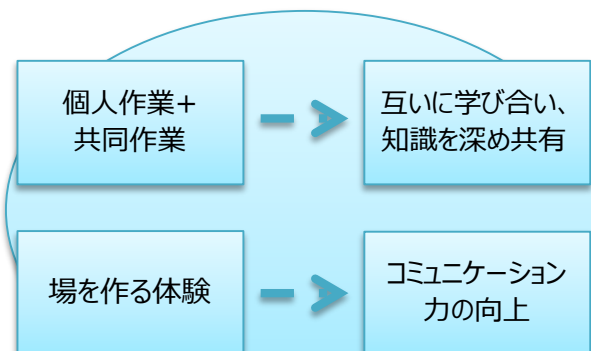 個人作業+
共同作業
互いに学び合い、
知識を深め共有
場を作る体験
コミュニケーション
力の向上